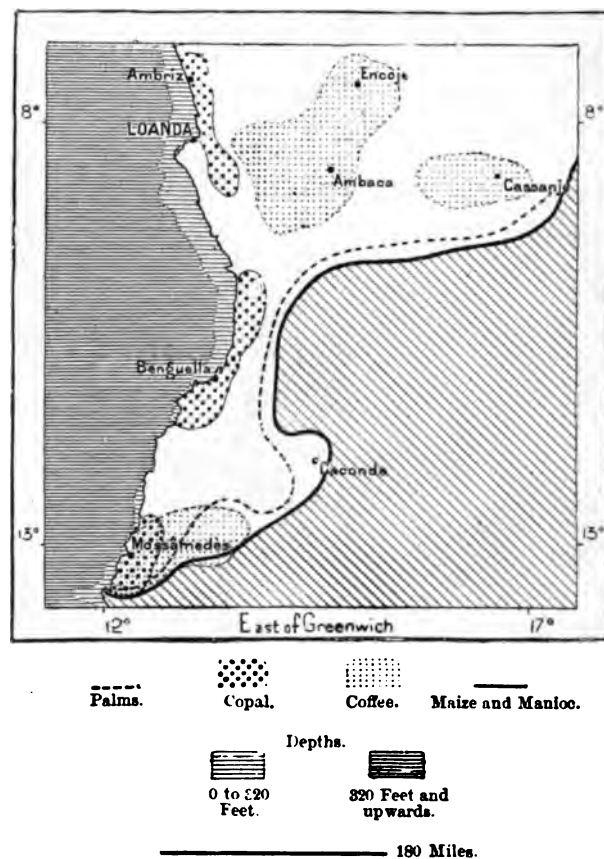 Ambriz
Encoje
8°
8°
LOANDA
Ambaca
Cassanje
Benguella
Caconda
13°
13°
Mossâmedes
12°
East of Greenwich
17°
Palms.
Copal.
Coffee.
Maize and Manioc.
Depths.
0 to 320
Feet.
320 Feet and
upwards.
180 Miles.